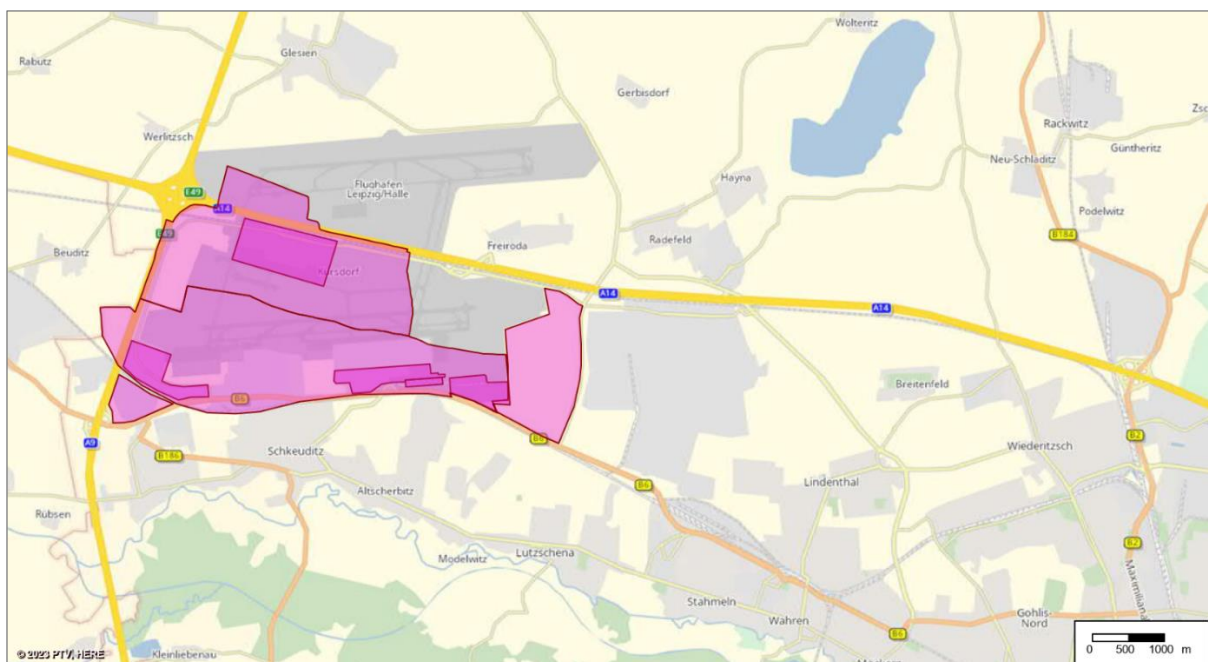 Wolteritz
Glesien
Rabutz
Gerbisdorf
Rackwitz
Werlitzsch
Güntheritz
Neu-Schladitz
Flughafen
Leipzig/Halle
Hayna
E49
A14
Podelwitz
B184
Beuditz
Freiroda
Radefeld
Kursdorf
A14
A14
Breitenfeld
B6
B6
B2
A9
Schkeuditz
Wiederitzsch
B186
Altscherbitz
B6
Lindenthal
Rübsen
Modelwitz
Lützschena
B2
Stahmeln
Gohlis-
Nord
Wahren
B6
Kleinliebenau
© 2023 PTV, HERE
0 500 1000 m